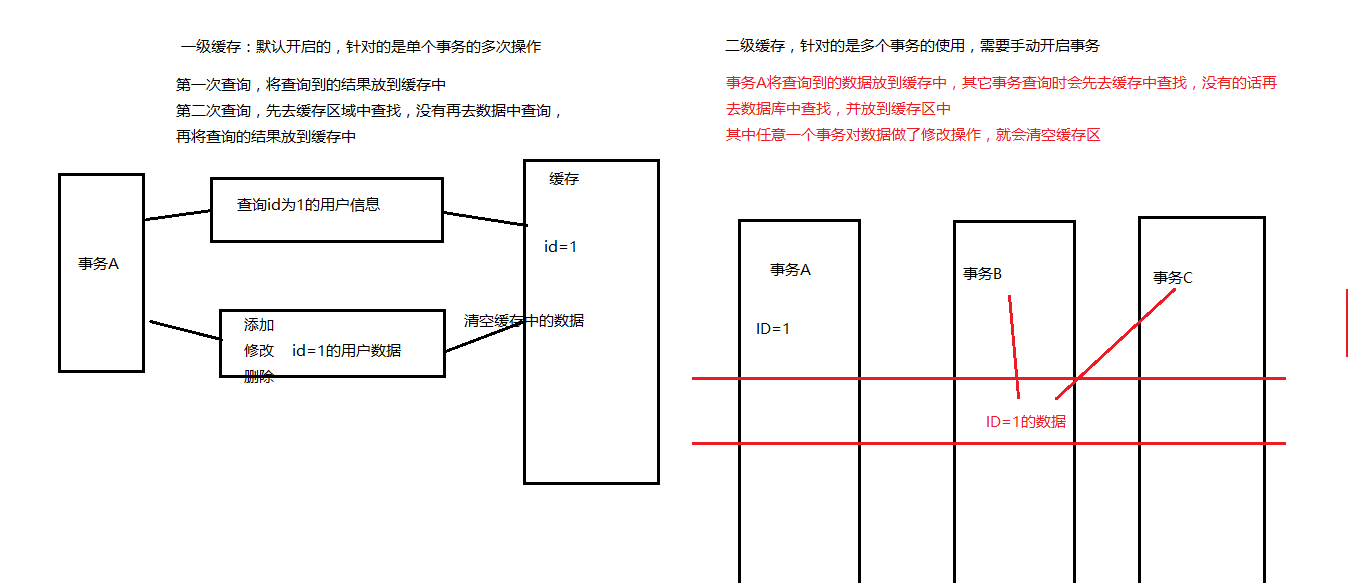 一级缓存：默认开启的，针对的是单个事务的多次操作
第一次查询，将查询到的结果放到缓存中
第二次查询，先去缓存区域中查找，没有再去数据中查询，
再将查询的结果放到缓存中
事务A
查询id为1的用户信息
缓存
id=1
添加
修改 id=1的用户数据
删除
清空缓存中的数据
二级缓存，针对的是多个事务的使用，需要手动开启事务
事务A将查询到的数据放到缓存中，其它事务查询时会先去缓存中查找，没有的话再
去数据库中查找，并放到缓存区中
其中任意一个事务对数据做了修改操作，就会清空缓存区
事务A
ID=1
事务B
事务C
ID=1的数据